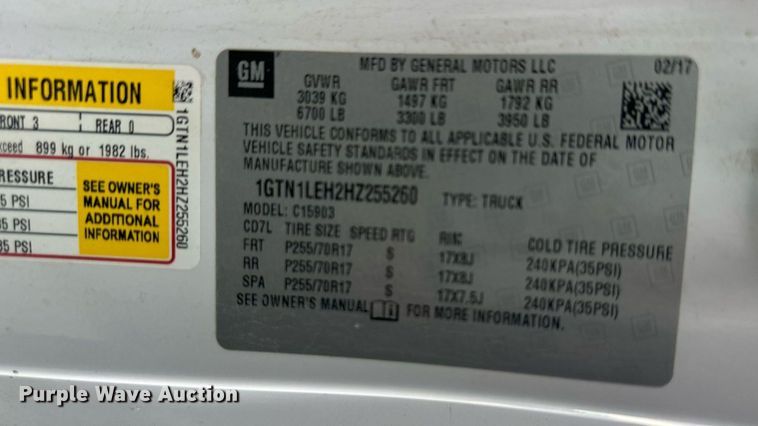 INFORMATION
FRONT 3 REAR 0
exceed 899 kg or 1982 lbs.
RESSURE
5 PSI
35 PSI
35 PSI
SEE OWNER'S
MANUAL FOR
ADDITIONAL
INFORMATION
1GTN1LEH2HZ255260
GM
MFD BY GENERAL MOTORS LLC 02/17
GVWR GAWR FRT GAWR RR
3039 KG 1497 KG 1792 KG
6700 LB 3300 LB 3950 LB
THIS VEHICLE CONFORMS TO ALL APPLICABLE U.S. FEDERAL MOTOR
VEHICLE SAFETY STANDARDS IN EFFECT ON THE DATE OF
MANUFACTURE SHOWN ABOVE.
1GTN1LEH2HZ255260 TYPE: TRUCK
MODEL: C15903
CD7L TIRE SIZE SPEED RTG RIM COLD TIRE PRESSURE
FRT P255/70R17 S 17X8J 240KPA(35PSI)
RR P255/70R17 S 17X8J 240KPA(35PSI)
SPA P255/70R17 S 17X7.5J 240KPA(35PSI)
SEE OWNER'S MANUAL FOR MORE INFORMATION.
Purple Wave Auction